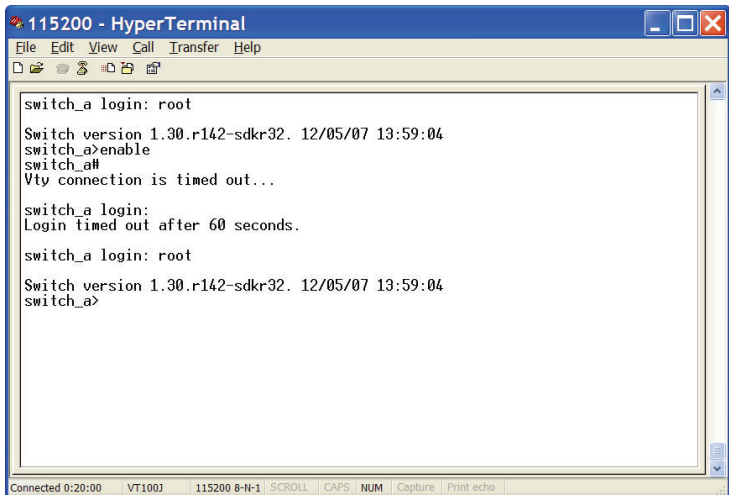 115200 - HyperTerminal
File Edit View Call Transfer Help
switch_a login: root
Switch version 1.30.r142-sdkr32. 12/05/07 13:59:04
switch_a>enable
switch_a#
Vty connection is timed out...
switch_a login:
Login timed out after 60 seconds.
switch_a login: root
Switch version 1.30.r142-sdkr32. 12/05/07 13:59:04
switch_a>
Connected 0:20:00 VT100J 115200 8-N-1 SCROLL CAPS NUM Capture Print echo